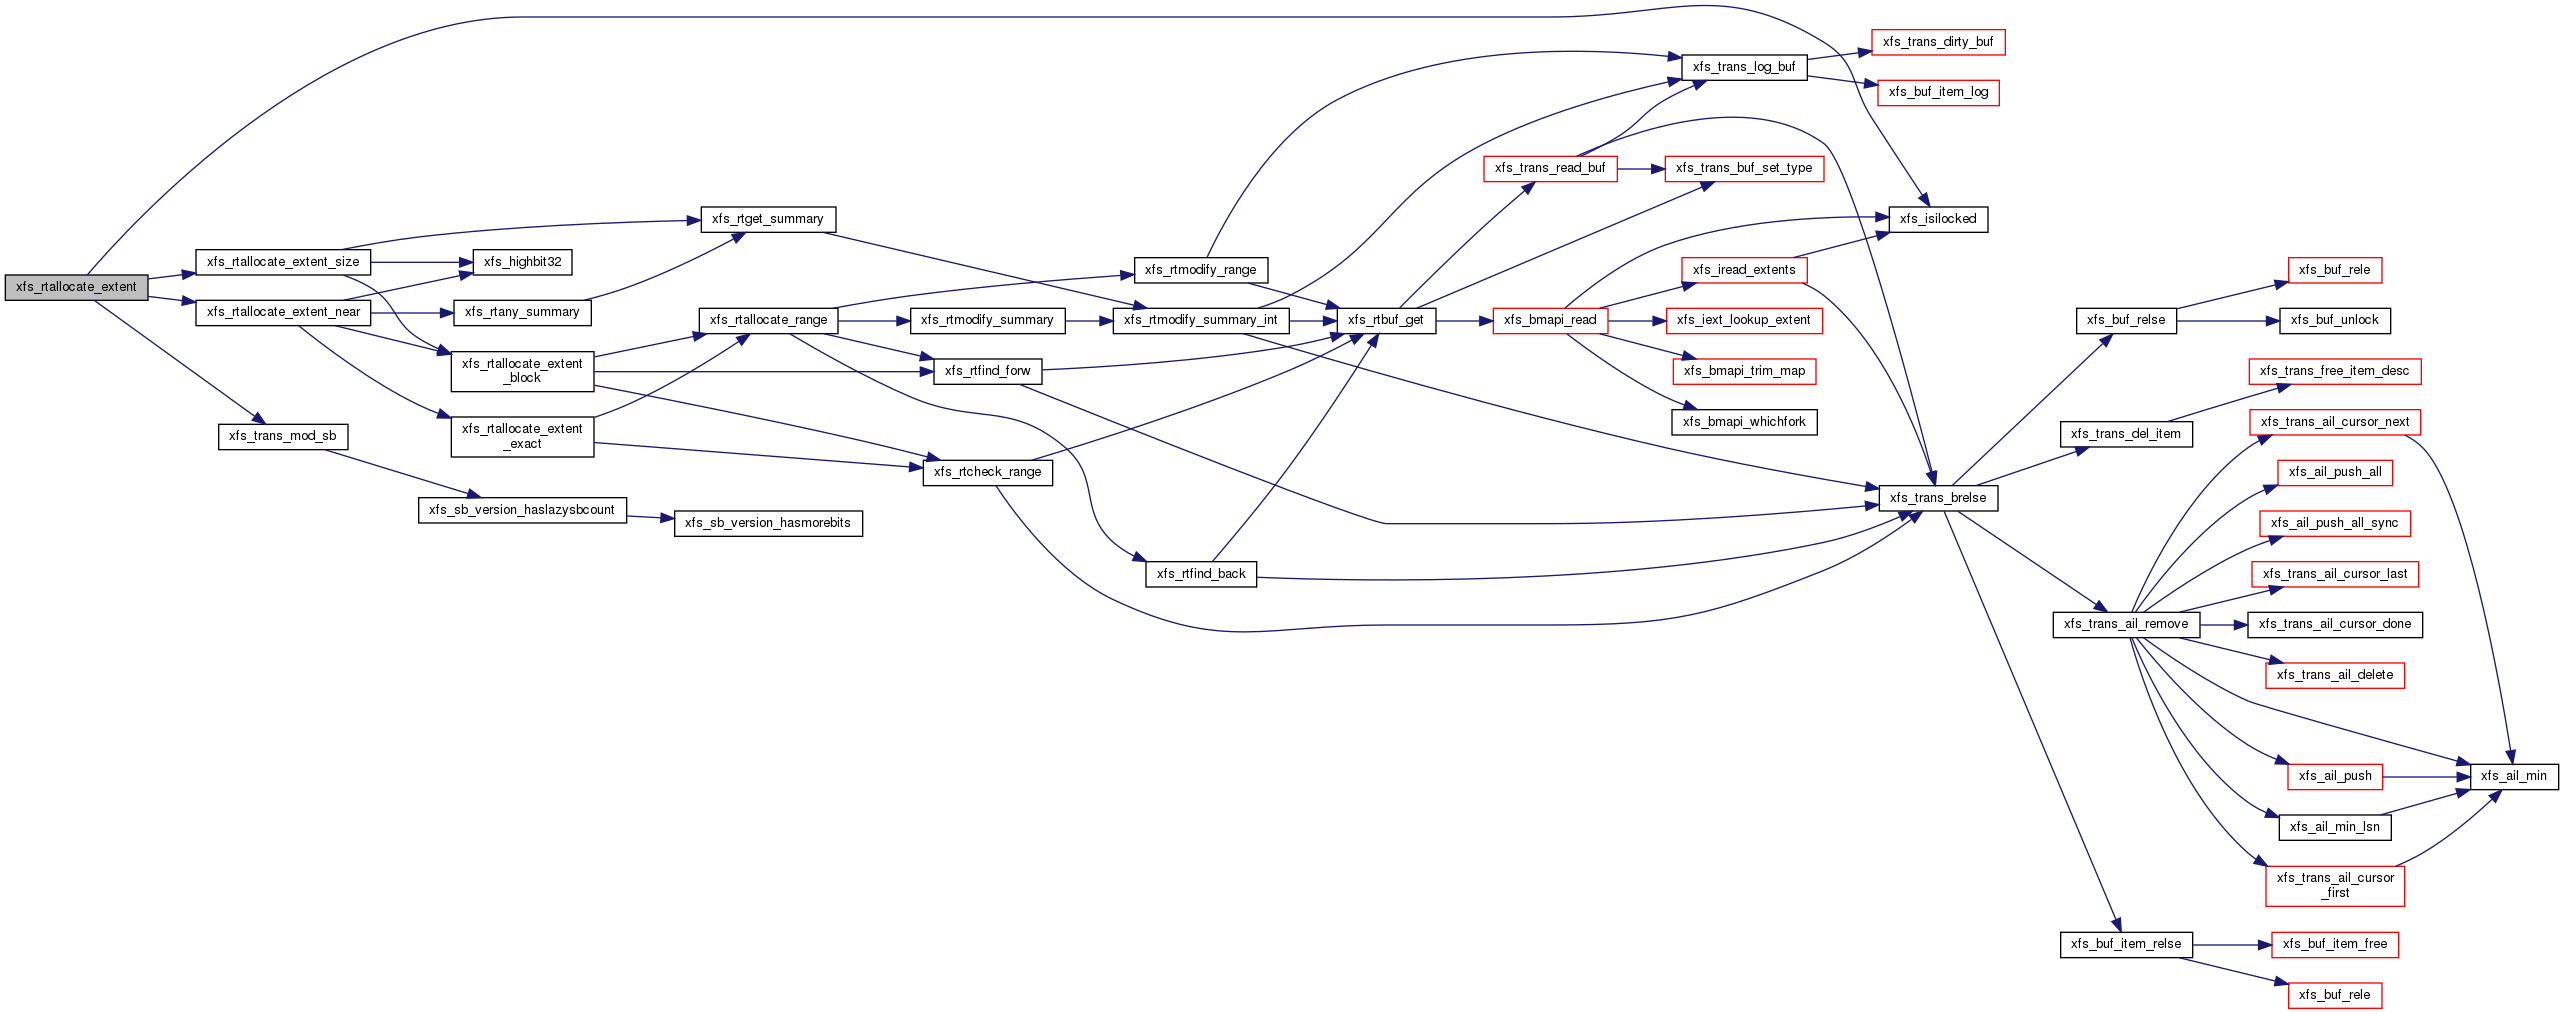 xfs_rtallocate_extent
xfs_rtallocate_extent_size
xfs_rtallocate_extent_near
xfs_trans_mod_sb
xfs_highbit32
xfs_rtany_summary
xfs_rtallocate_extent
_block
xfs_rtallocate_extent
_exact
xfs_sb_version_haslazysbcount
xfs_rtget_summary
xfs_rtallocate_range
xfs_sb_version_hasmorebits
xfs_rtmodify_summary
xfs_rtfind_forw
xfs_rtcheck_range
xfs_rtmodify_range
xfs_rtmodify_summary_int
xfs_rtfind_back
xfs_rtbuf_get
xfs_trans_read_buf
xfs_bmapi_read
xfs_trans_log_buf
xfs_trans_buf_set_type
xfs_iread_extents
xfs_iext_lookup_extent
xfs_bmapi_trim_map
xfs_bmapi_whichfork
xfs_trans_dirty_buf
xfs_buf_item_log
xfs_isilocked
xfs_trans_brelse
xfs_buf_relse
xfs_trans_del_item
xfs_trans_ail_remove
xfs_buf_item_relse
xfs_buf_rele
xfs_buf_unlock
xfs_trans_free_item_desc
xfs_trans_ail_cursor_next
xfs_ail_push_all
xfs_ail_push_all_sync
xfs_trans_ail_cursor_last
xfs_trans_ail_cursor_done
xfs_trans_ail_delete
xfs_ail_push
xfs_ail_min_lsn
xfs_trans_ail_cursor
_first
xfs_buf_item_free
xfs_buf_rele
xfs_ail_min